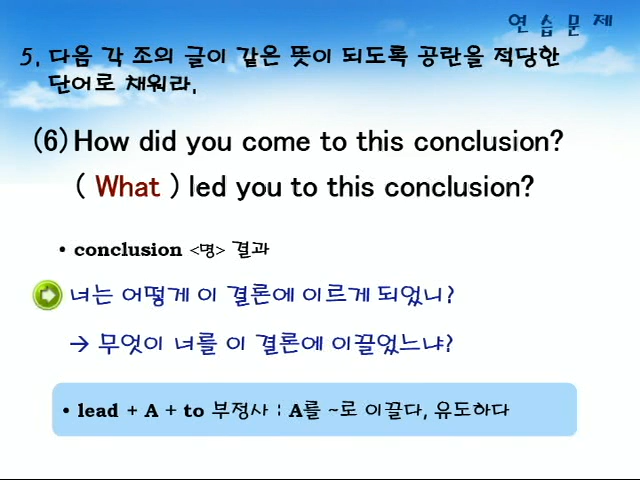 연 습 문 제
5. 다음 각 조의 글이 같은 뜻이 되도록 공란을 적당한
단어로 채워라.
(6) How did you come to this conclusion?
( What ) led you to this conclusion?
• conclusion <명> 결과
너는 어떻게 이 결론에 이르게 되었니?
→ 무엇이 너를 이 결론에 이끌었느냐?
• lead + A + to 부정사 : A를 ~로 이끌다, 유도하다